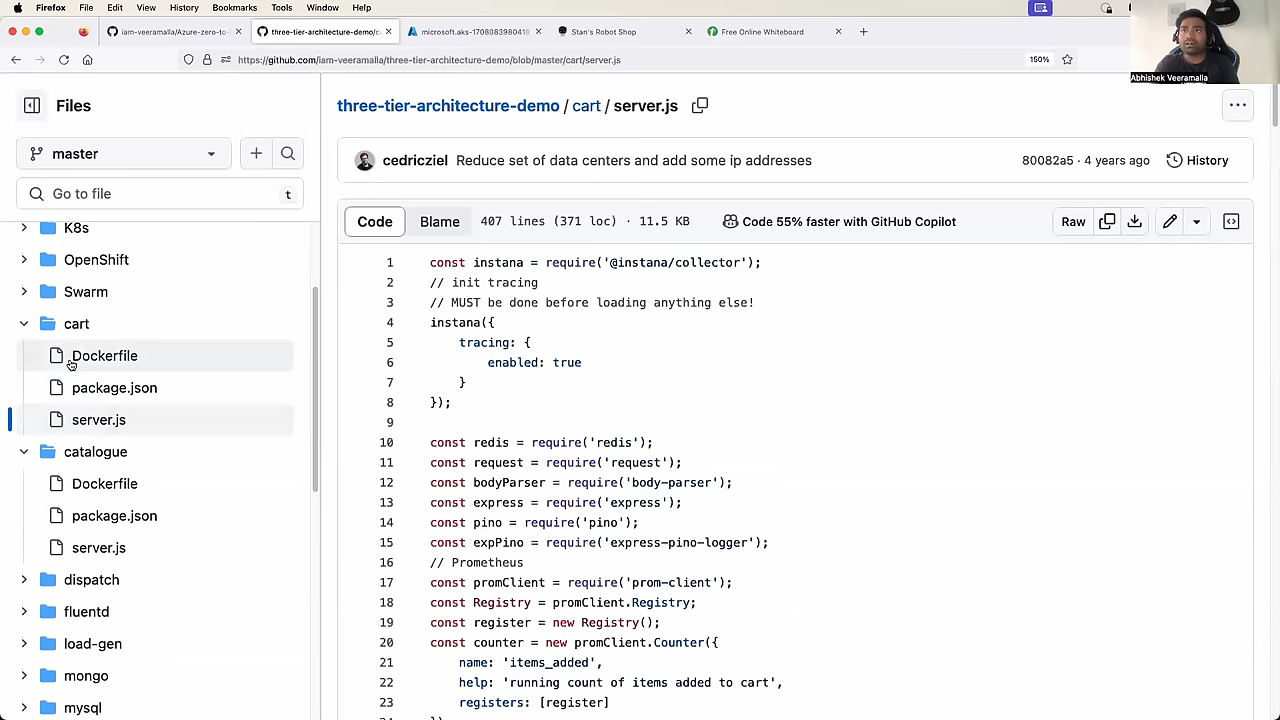 Firefox File Edit View History Bookmarks Tools Window Help
iam-veeramalla/Azure-zero-to-
three-tier-architecture-demo/c
microsoft.aks-1708083980418
Stan's Robot Shop
Free Online Whiteboard
https://github.com/iam-veeramalla/three-tier-architecture-demo/blob/master/cart/server.js
150%
Abhishek Veeramalla
Files
master
Go to file
t
K8s
OpenShift
Swarm
cart
Dockerfile
package.json
server.js
catalogue
Dockerfile
package.json
server.js
dispatch
fluentd
load-gen
mongo
mysql
three-tier-architecture-demo / cart / server.js
cedricziel Reduce set of data centers and add some ip addresses
80082a5 · 4 years ago
History
Code
Blame
407 lines (371 loc) · 11.5 KB
Code 55% faster with GitHub Copilot
Raw
1 const instana = require('@instana/collector');
2 // init tracing
3 // MUST be done before loading anything else!
4 instana({
5 tracing: {
6 enabled: true
7 }
8 });
9
10 const redis = require('redis');
11 const request = require('request');
12 const bodyParser = require('body-parser');
13 const express = require('express');
14 const pino = require('pino');
15 const expPino = require('express-pino-logger');
16 // Prometheus
17 const promClient = require('prom-client');
18 const Registry = promClient.Registry;
19 const register = new Registry();
20 const counter = new promClient.Counter({
21 name: 'items_added',
22 help: 'running count of items added to cart',
23 registers: [register]